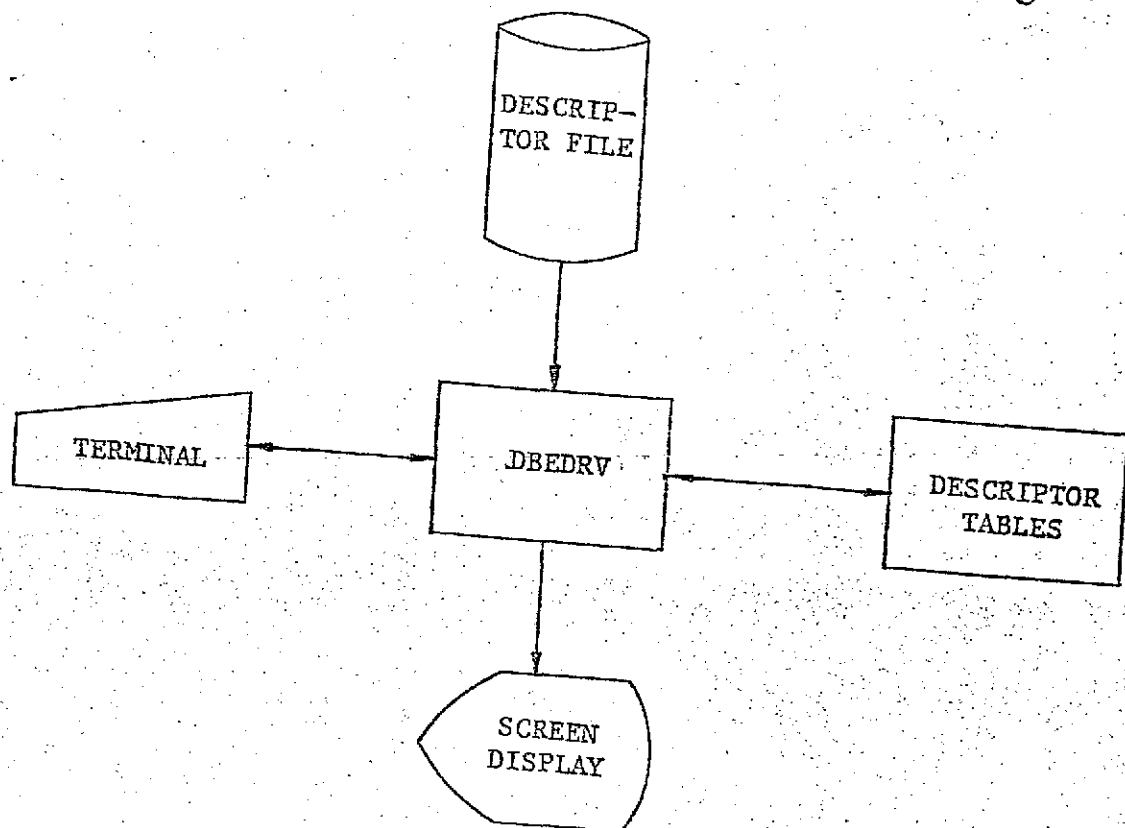 DESCRIP-
TOR FILE
TERMINAL
DBEDRV
DESCRIPTOR
TABLES
SCREEN
DISPLAY